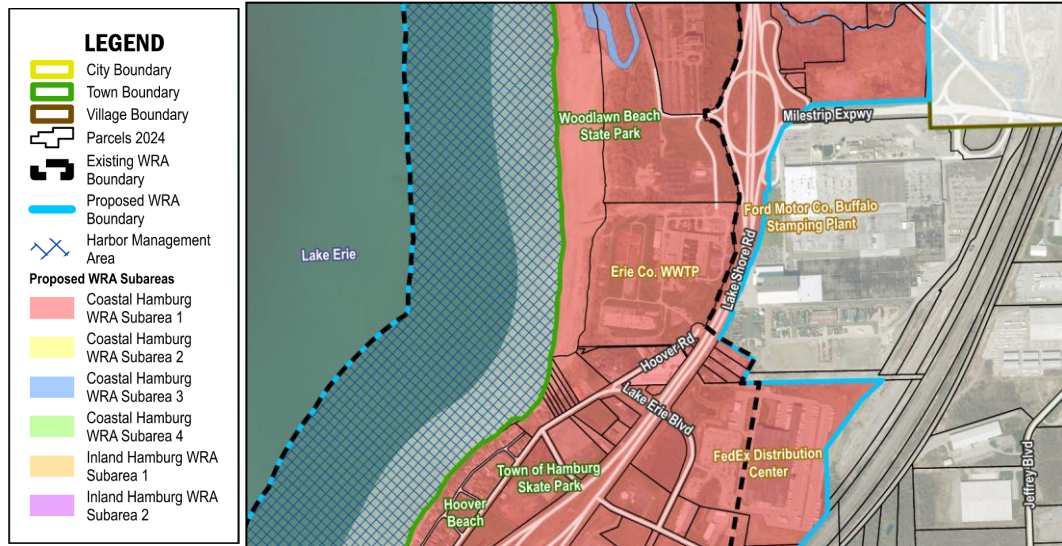 LEGEND
City Boundary
Town Boundary
Village Boundary
Parcels 2024
Existing WRA
Boundary
Proposed WRA
Boundary
Harbor Management
Area
Proposed WRA Subareas
Coastal Hamburg
WRA Subarea 1
Coastal Hamburg
WRA Subarea 2
Coastal Hamburg
WRA Subarea 3
Coastal Hamburg
WRA Subarea 4
Inland Hamburg WRA
Subarea 1
Inland Hamburg WRA
Subarea 2
Woodlawn Beach
State Park
Milestrip Expwy
Ford Motor Co. Buffalo
Stamping Plant
Lake Erie
Erie Co. WWTP
Lake Shore Rd
Hoover Rd
Lake Erie Blvd
FedEx Distribution
Center
Town of Hamburg
Skate Park
Hoover
Beach
Jeffrey Blvd